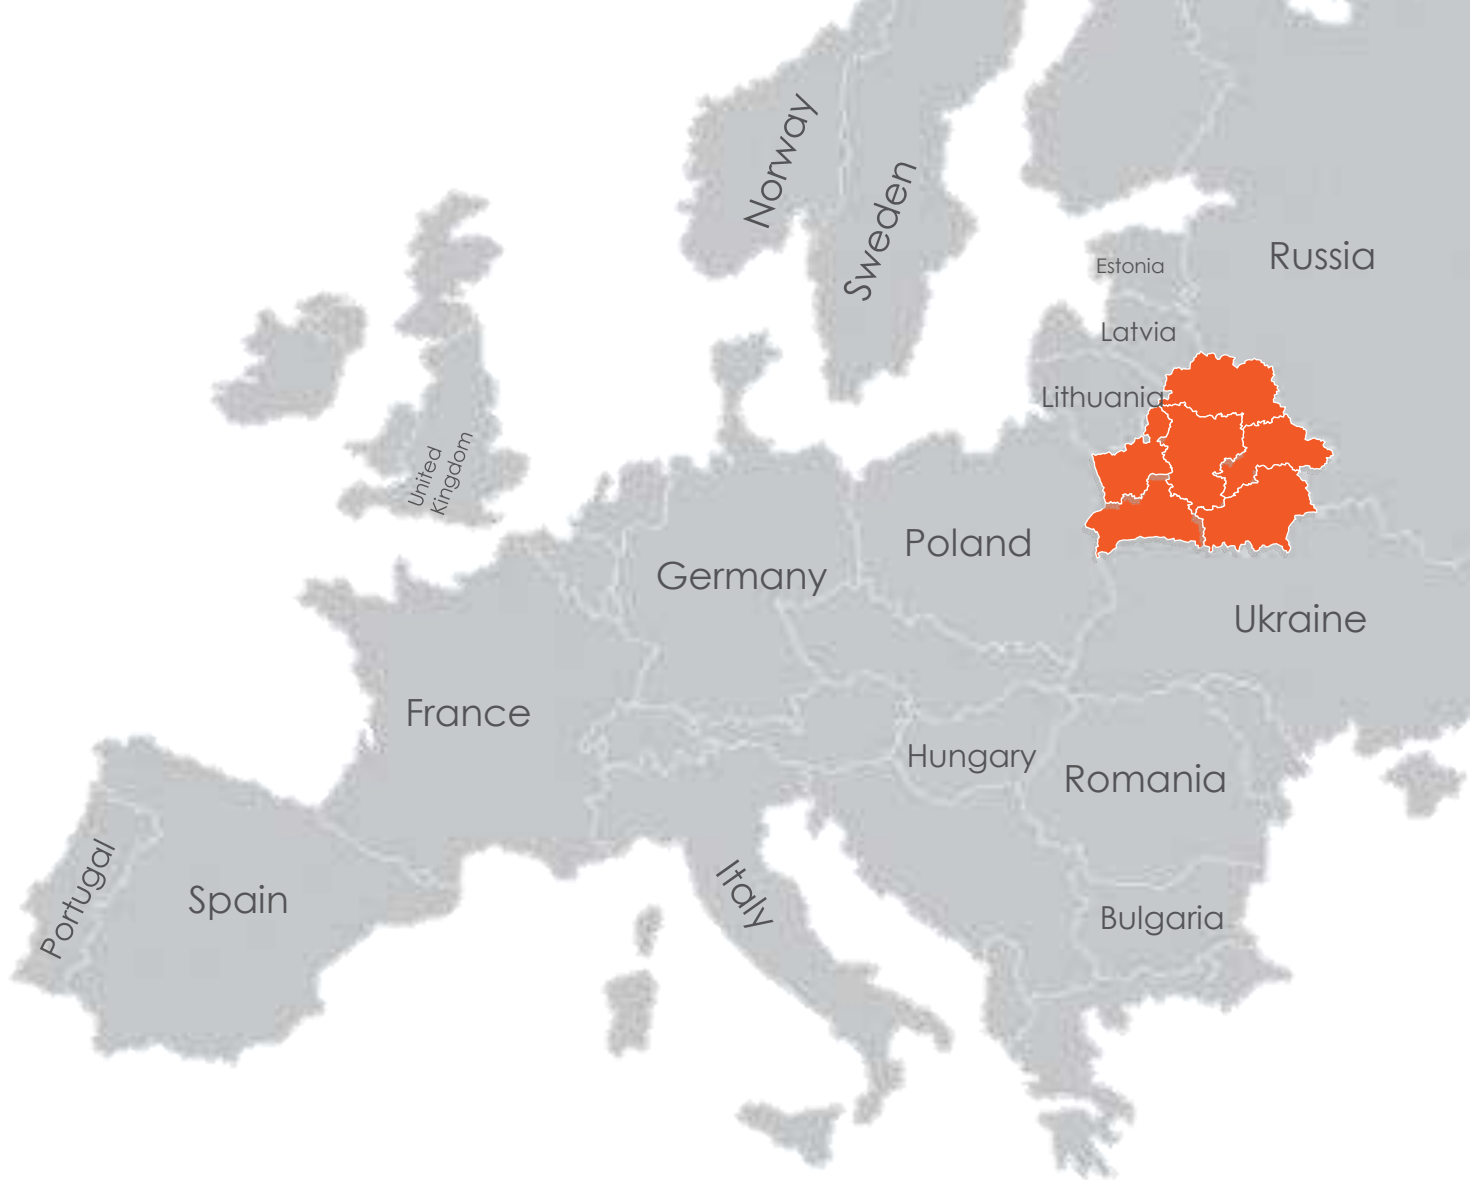 Norway
Sweden
Russia
Estonia
Latvia
Lithuania
United
Kingdom
Poland
Germany
Ukraine
France
Hungary
Romania
Portugal
Spain
Italy
Bulgaria